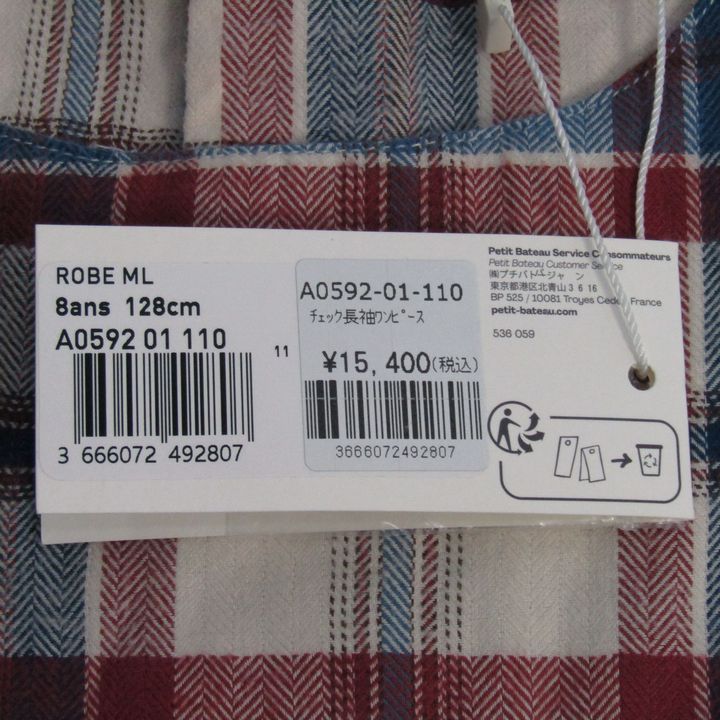 ROBE ML
8ans 128cm
A0592 01 110
11
3 666072 492807
A0592-01-110
チェック長袖ワンピース
¥15,400(税込)
3666072492807
Petit Bateau Service Consommateurs
Petit Bateau Customer Service
㈱プチバトー ジャパン
東京都港区北青山3 6 16
BP 525 / 10081 Troyes Cedex, France
petit-bateau.com
536 059